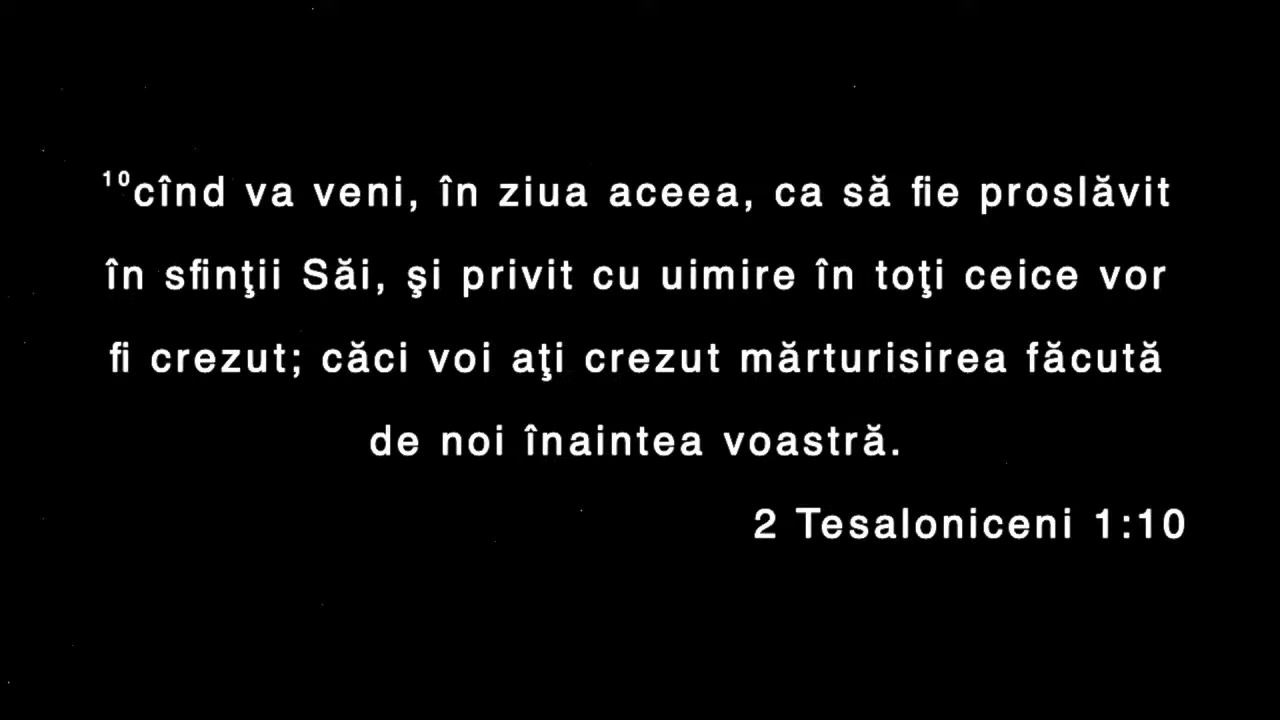 ¹⁰cînd va veni, în ziua aceea, ca să fie proslăvit
în sfinţii Săi, şi privit cu uimire în toţi ceice vor
fi crezut; căci voi aţi crezut mărturisirea făcută
de noi înaintea voastră.
2 Tesaloniceni 1:10